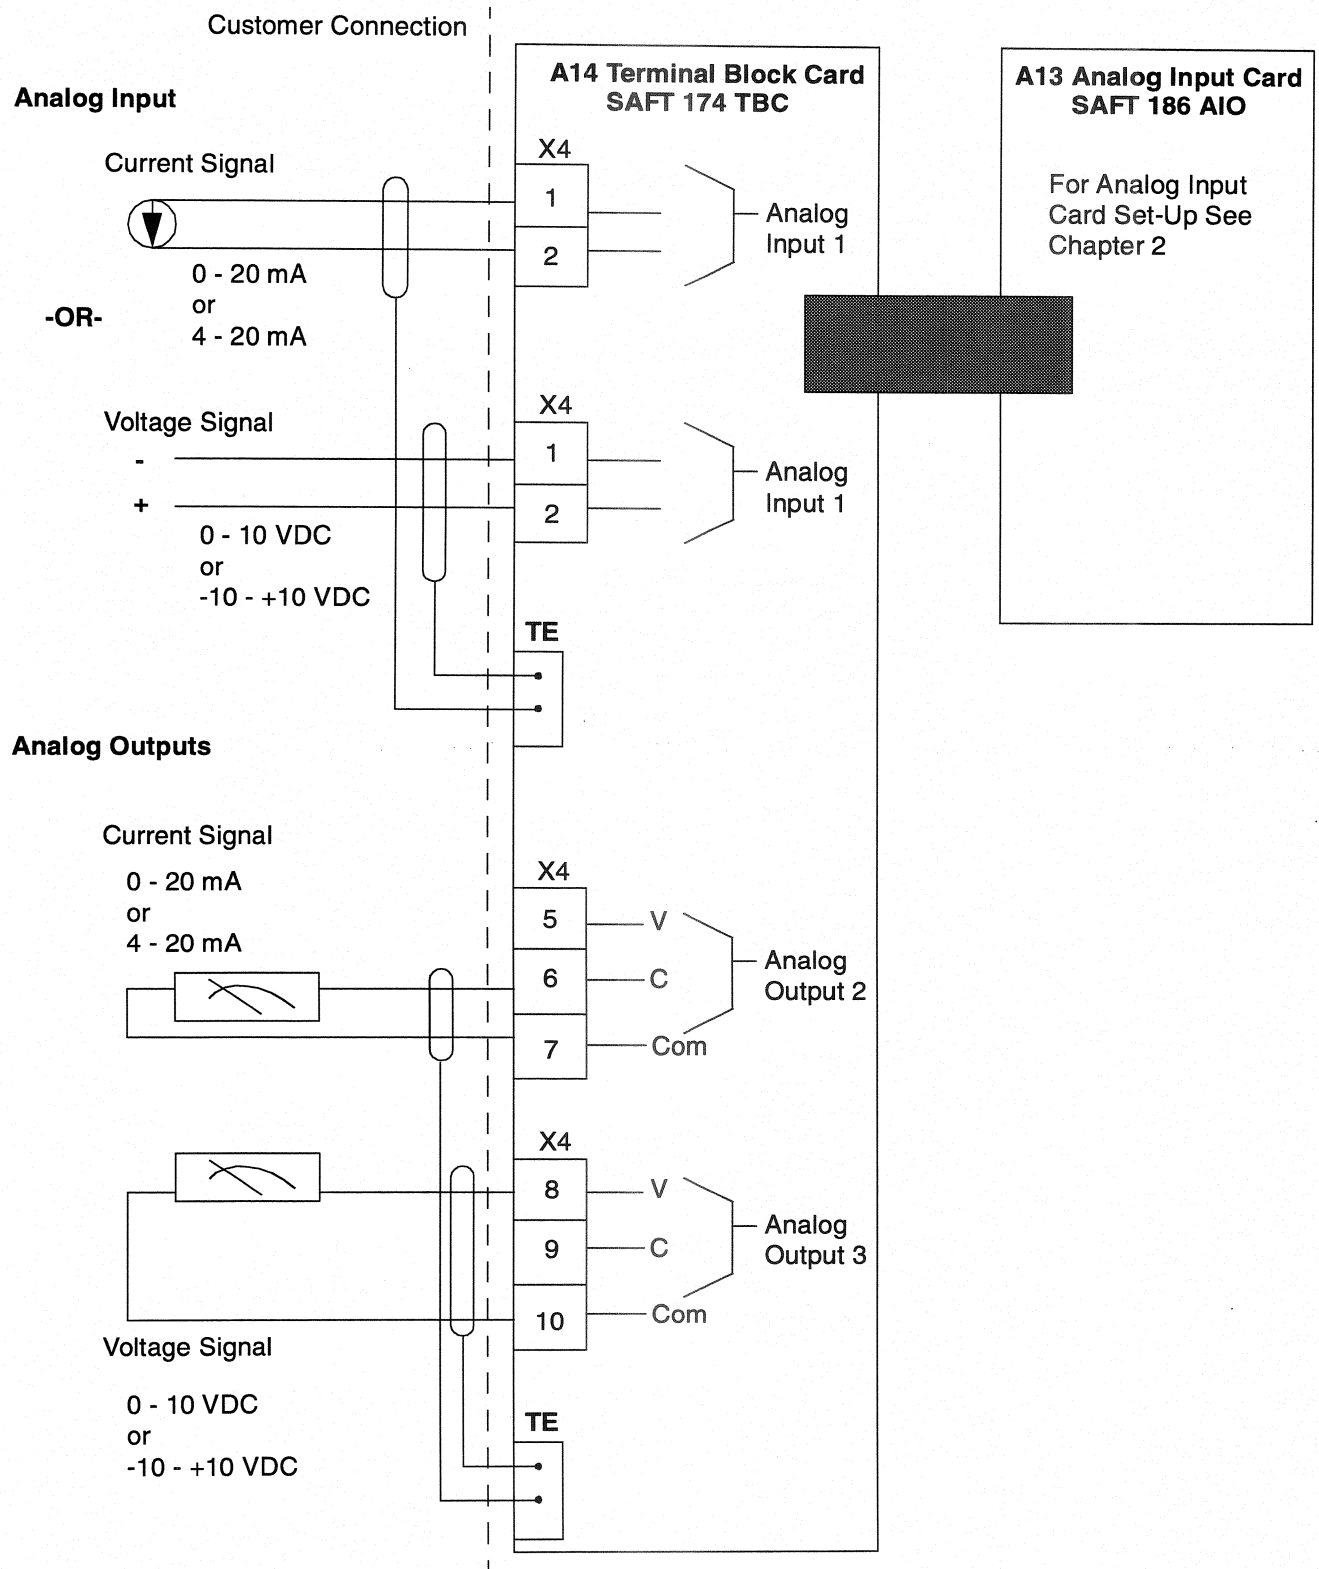 Customer Connection
A14 Terminal Block Card
SAFT 174 TBC
A13 Analog Input Card
SAFT 186 AIO
For Analog Input
Card Set-Up See
Chapter 2
Analog Input
Current Signal
0 - 20 mA
or
4 - 20 mA
X4
1
2
Analog
Input 1
-OR-
Voltage Signal
-
+
0 - 10 VDC
or
-10 - +10 VDC
X4
1
2
Analog
Input 1
TE
Analog Outputs
Current Signal
0 - 20 mA
or
4 - 20 mA
X4
5
6
7
V
C
Com
Analog
Output 2
X4
8
9
10
V
C
Com
Analog
Output 3
Voltage Signal
0 - 10 VDC
or
-10 - +10 VDC
TE